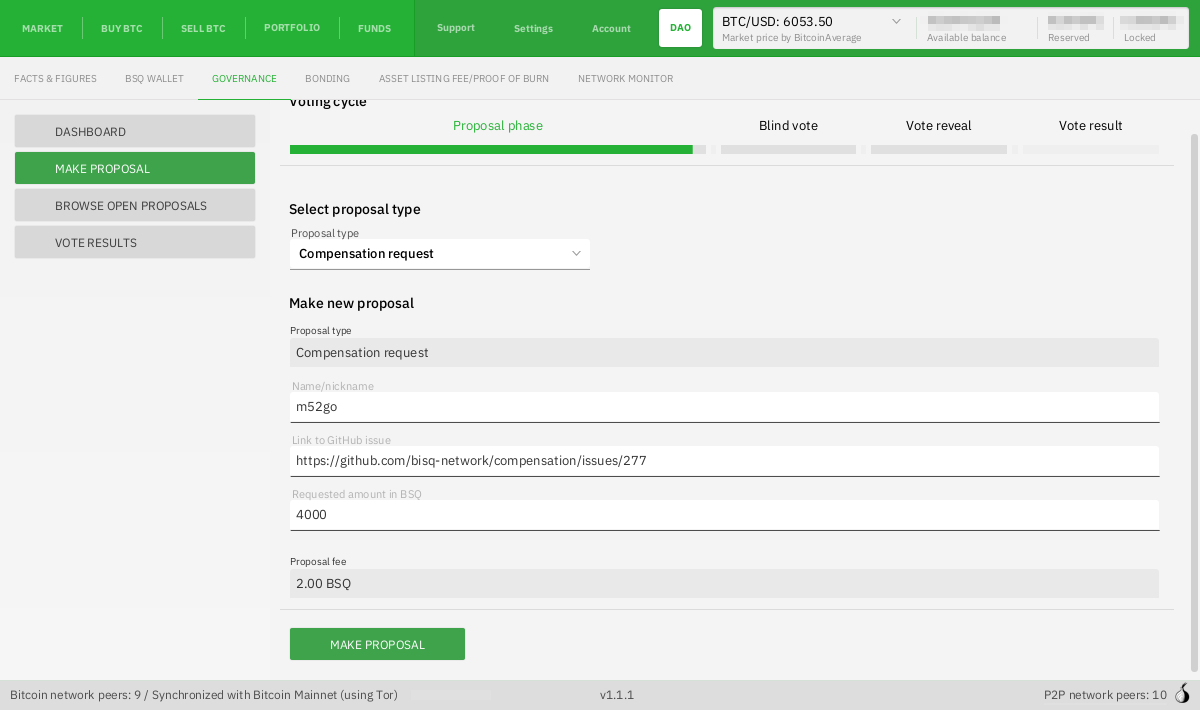 MARKET BUY BTC SELL BTC PORTFOLIO FUNDS Support Settings Account DAO
BTC/USD: 6053.50
Market price by BitcoinAverage Available balance Reserved Locked
FACTS & FIGURES BSQ WALLET GOVERNANCE BONDING ASSET LISTING FEE/PROOF OF BURN NETWORK MONITOR
DASHBOARD
MAKE PROPOSAL
BROWSE OPEN PROPOSALS
VOTE RESULTS
Voting cycle
Proposal phase Blind vote Vote reveal Vote result
Select proposal type
Proposal type
Compensation request
Make new proposal
Proposal type
Compensation request
Name/nickname
m52go
Link to GitHub issue
https://github.com/bisq-network/compensation/issues/277
Requested amount in BSQ
4000
Proposal fee
2.00 BSQ
MAKE PROPOSAL
Bitcoin network peers: 9 / Synchronized with Bitcoin Mainnet (using Tor) v1.1.1 P2P network peers: 10